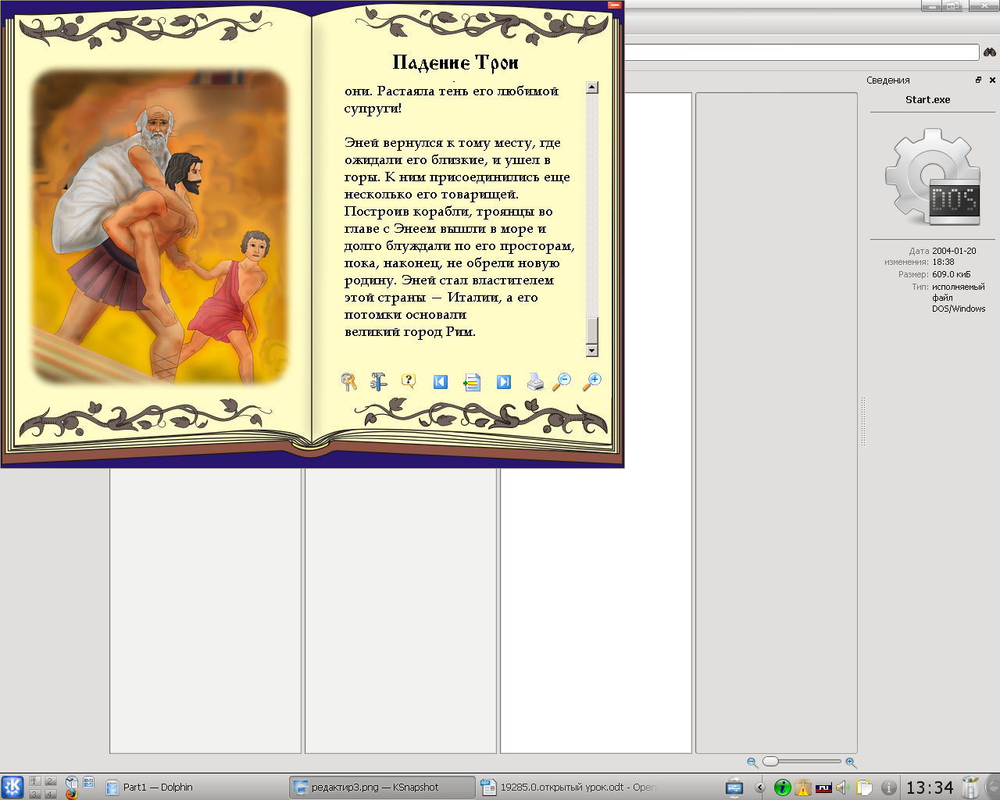 Падение Трои
они. Растаяла тень его любимой
супруги!
Эней вернулся к тому месту, где
ожидали его близкие, и ушел в
горы. К ним присоединились еще
несколько его товарищей.
Построив корабли, троянцы во
главе с Энеем вышли в море и
долго блуждали по его просторам,
пока, наконец, не обрели новую
родину. Эней стал властителем
этой страны — Италии, а его
потомки основали
великий город Рим.
Сведения
Start.exe
DOS
Дата изменения: 2004-01-20 18:38
Размер: 609.0 киБ
Тип: исполняемый файл DOS/Windows
1 2
3 4
Part1 — Dolphin
редактир3.png — KSnapshot
19285.0.открытый урок.odt - Open
13:34